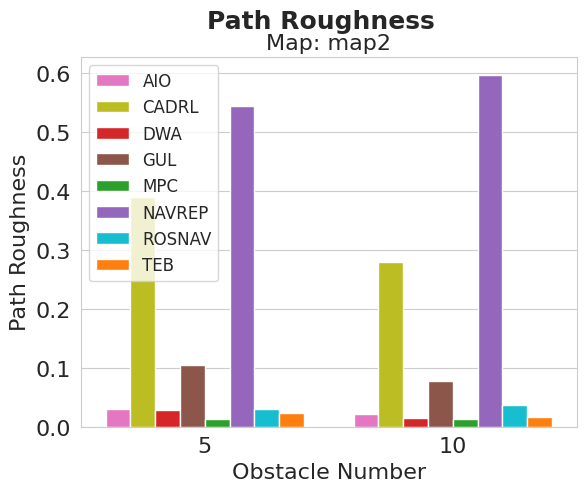 Path Roughness
Map: map2
0.6
0.5
0.4
0.3
0.2
0.1
0.0
Path Roughness
AIO
CADRL
DWA
GUL
MPC
NAVREP
ROSNAV
TEB
5
10
Obstacle Number